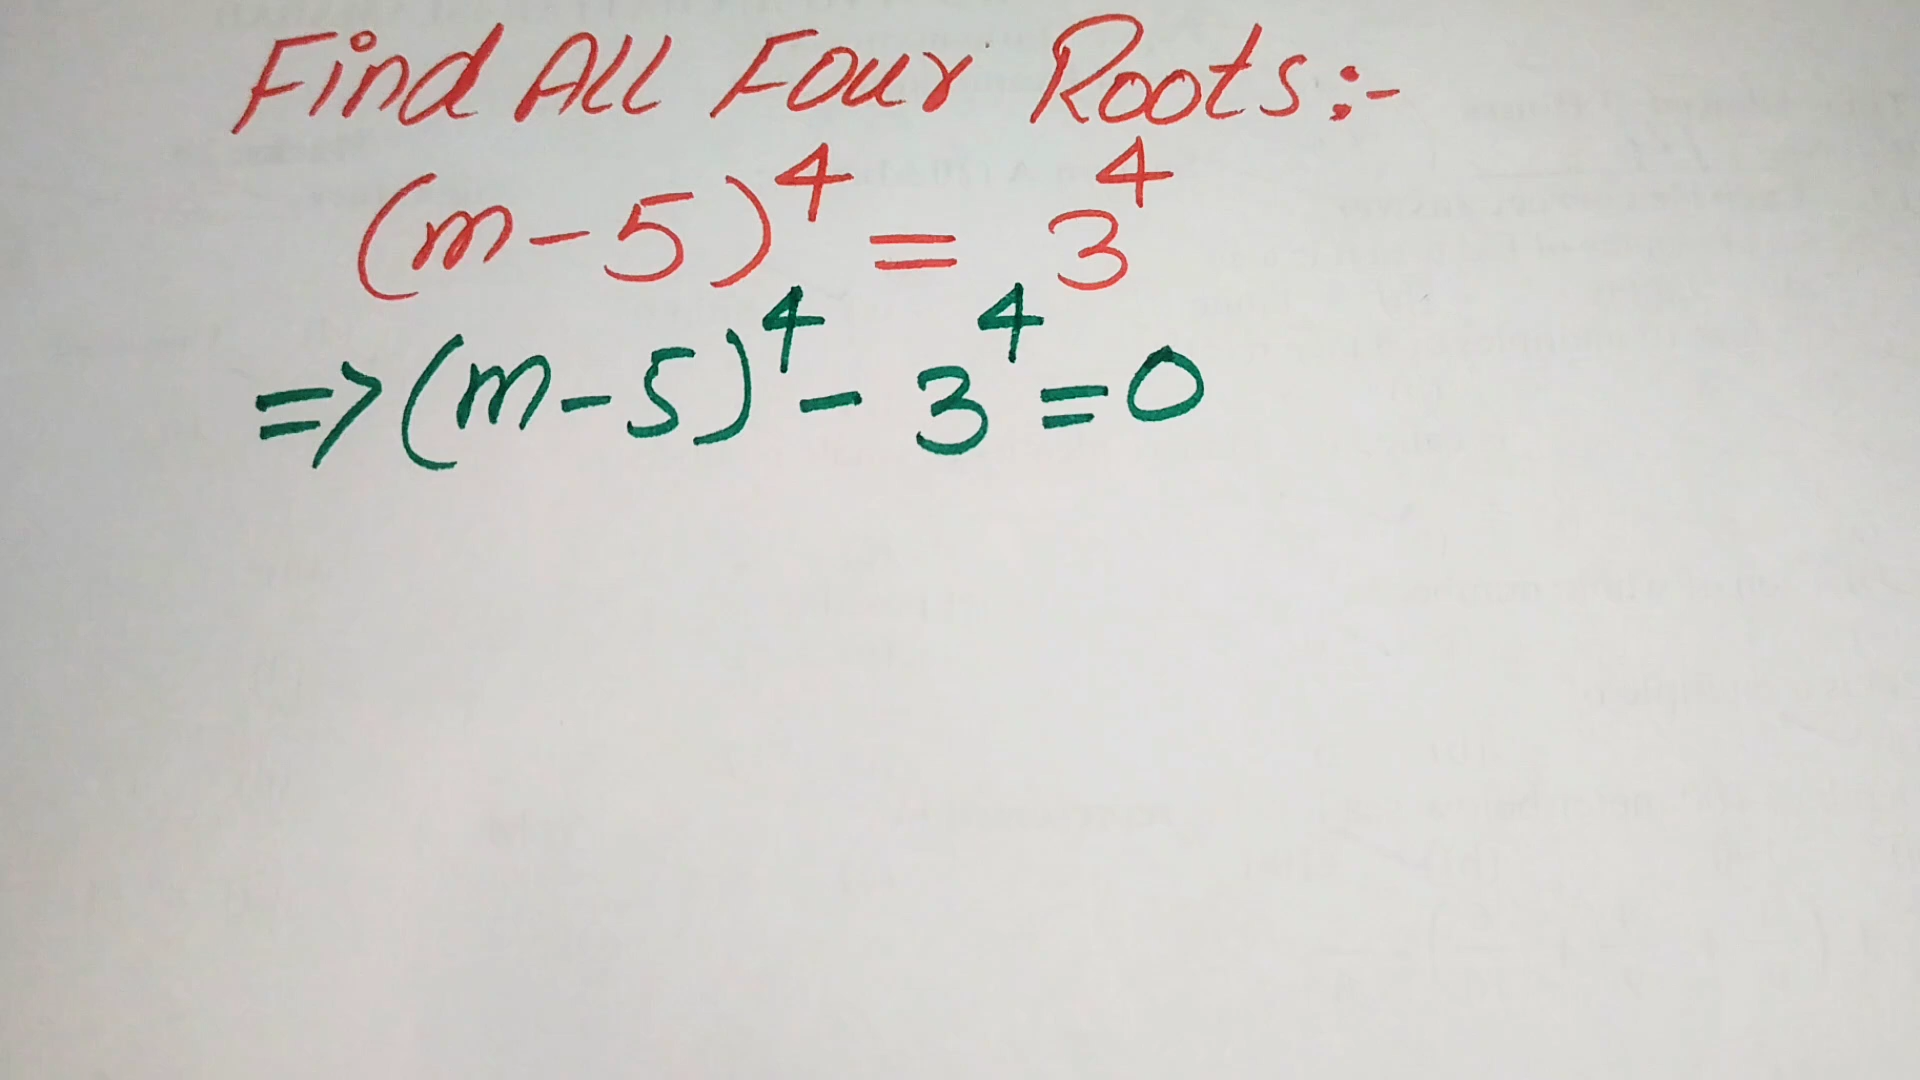 Find All Four Roots:-
(m-5)⁴ = 3⁴
⇒(m-5)⁴ - 3⁴ = 0